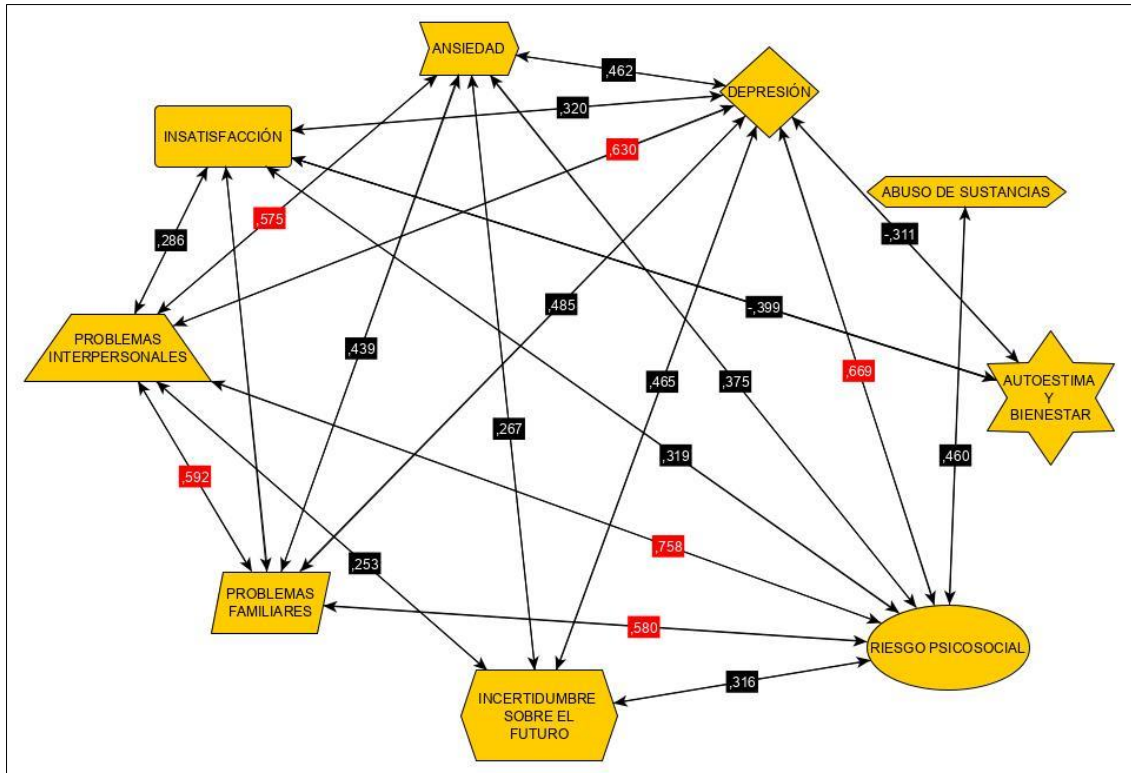 ANSIEDAD
,462
DEPRESIÓN
,320
INSATISFACCIÓN
,630
ABUSO DE SUSTANCIAS
,575
-,311
,286
,485
-,399
PROBLEMAS
INTERPERSONALES
,439
,465
,375
,669
AUTOESTIMA
Y
BIENESTAR
,267
,319
,460
,592
,758
,253
PROBLEMAS
FAMILIARES
,580
RIESGO PSICOSOCIAL
,316
INCERTIDUMBRE
SOBRE EL
FUTURO